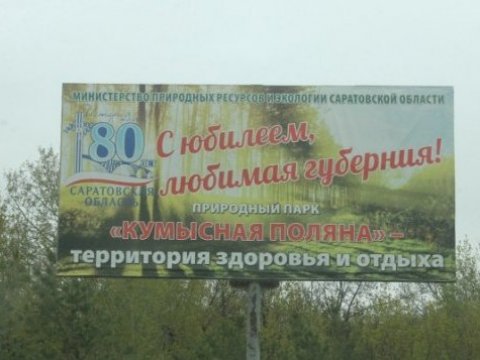 МИНИСТЕРСТВО ПРИРОДНЫХ РЕСУРСОВ И ЭКОЛОГИИ САРАТОВСКОЙ ОБЛАСТИ
80
САРАТОВСКАЯ
ОБЛАСТЬ
С юбилеем,
любимая губерния!
ПРИРОДНЫЙ ПАРК
«КУМЫСНАЯ ПОЛЯНА» –
территория здоровья и отдыха